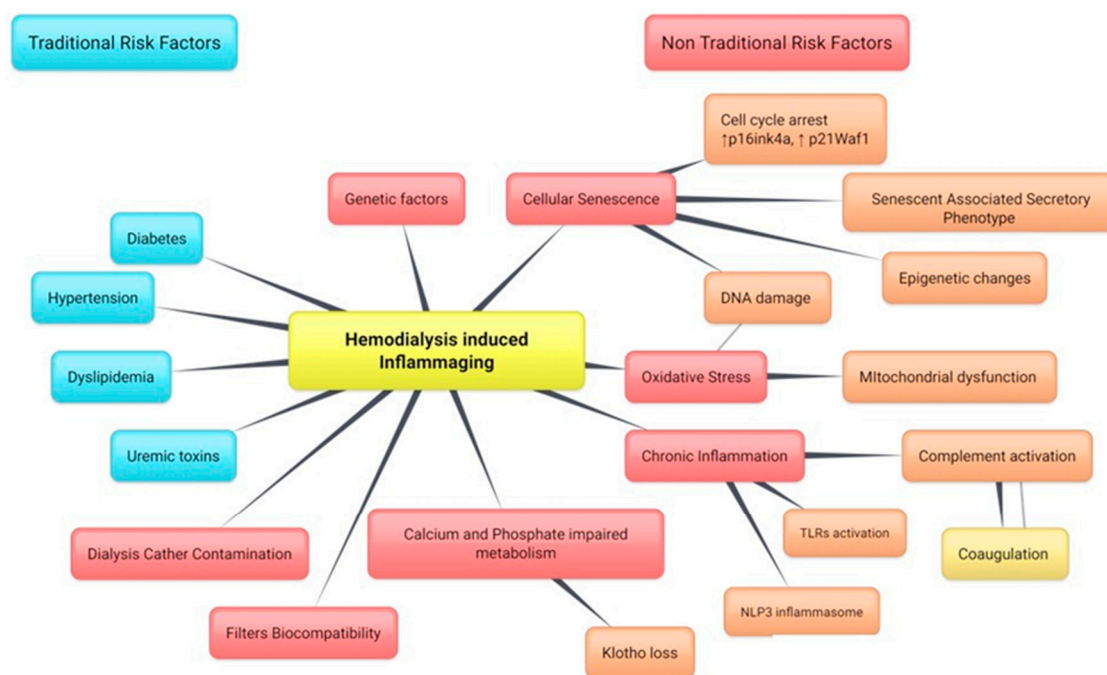 Traditional Risk Factors
Non Traditional Risk Factors
Cell cycle arrest
↑p16ink4a, ↑ p21Waf1
Genetic factors
Cellular Senescence
Senescent Associated Secretory
Phenotype
Diabetes
Epigenetic changes
Hypertension
DNA damage
Hemodialysis induced
Inflammaging
Dyslipidemia
Oxidative Stress
MItochondrial dysfunction
Uremic toxins
Chronic Inflammation
Complement activation
Dialysis Cather Contamination
Calcium and Phosphate impaired
metabolism
TLRs activation
Coaugulation
NLP3 inflammasome
Filters Biocompatibility
Klotho loss